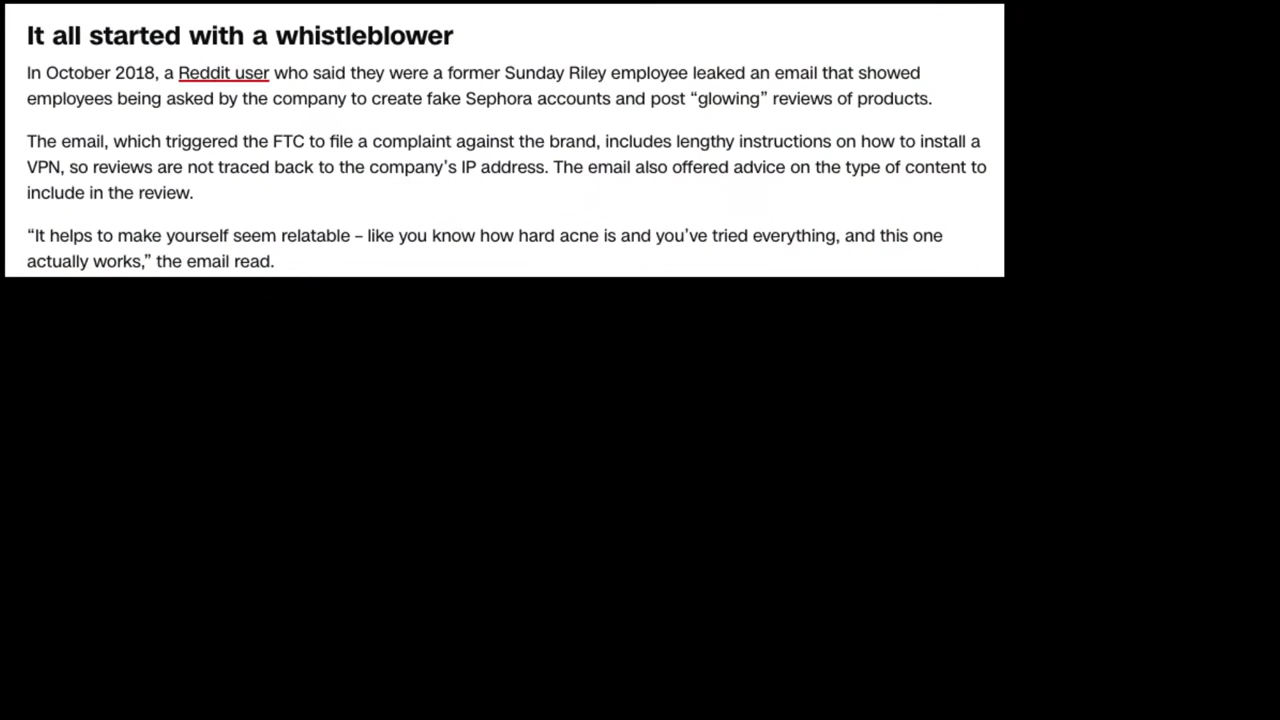 It all started with a whistleblower
In October 2018, a Reddit user who said they were a former Sunday Riley employee leaked an email that showed
employees being asked by the company to create fake Sephora accounts and post “glowing” reviews of products.
The email, which triggered the FTC to file a complaint against the brand, includes lengthy instructions on how to install a
VPN, so reviews are not traced back to the company’s IP address. The email also offered advice on the type of content to
include in the review.
“It helps to make yourself seem relatable – like you know how hard acne is and you’ve tried everything, and this one
actually works,” the email read.